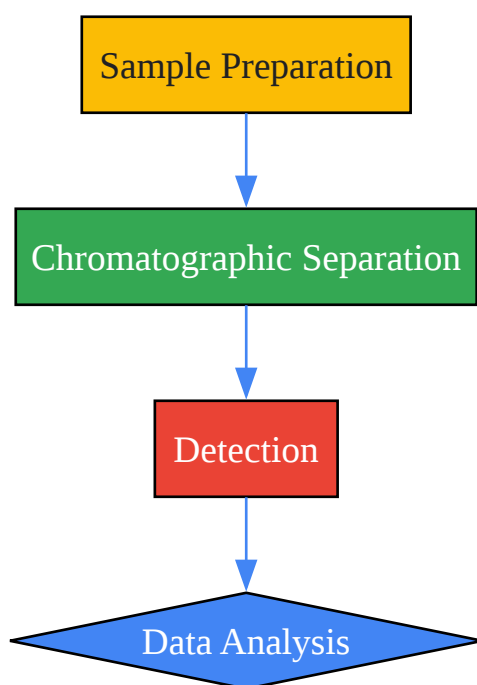 Sample Preparation
Chromatographic Separation
Detection
Data Analysis